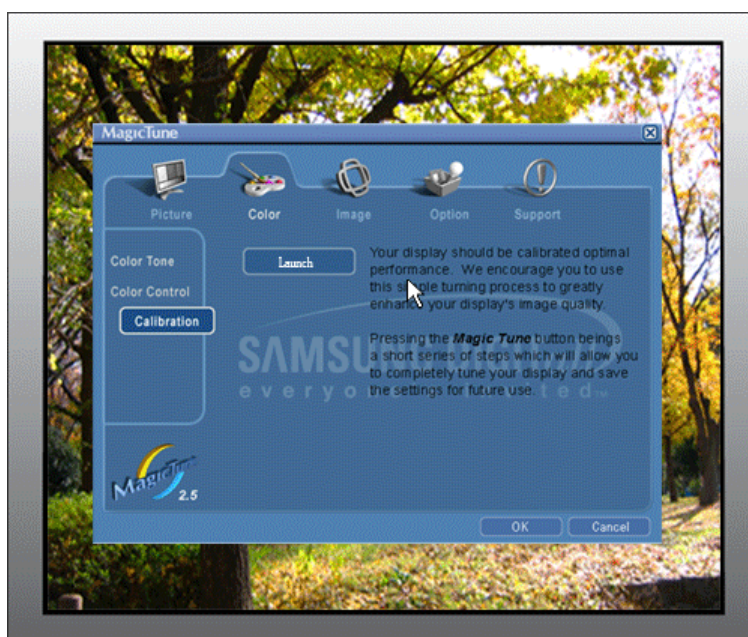 MagicTune
Picture
Color
Image
Option
Support
Color Tone
Color Control
Calibration
Launch
Your display should be calibrated optimal
performance. We encourage you to use
this simple turning process to greatly
enhance your display's image quality.
Pressing the Magic Tune button beings
a short series of steps which will allow you
to completely tune your display and save
the settings for future use.
SAMSU
everyo
ted™
MagicTune
2.5
OK
Cancel